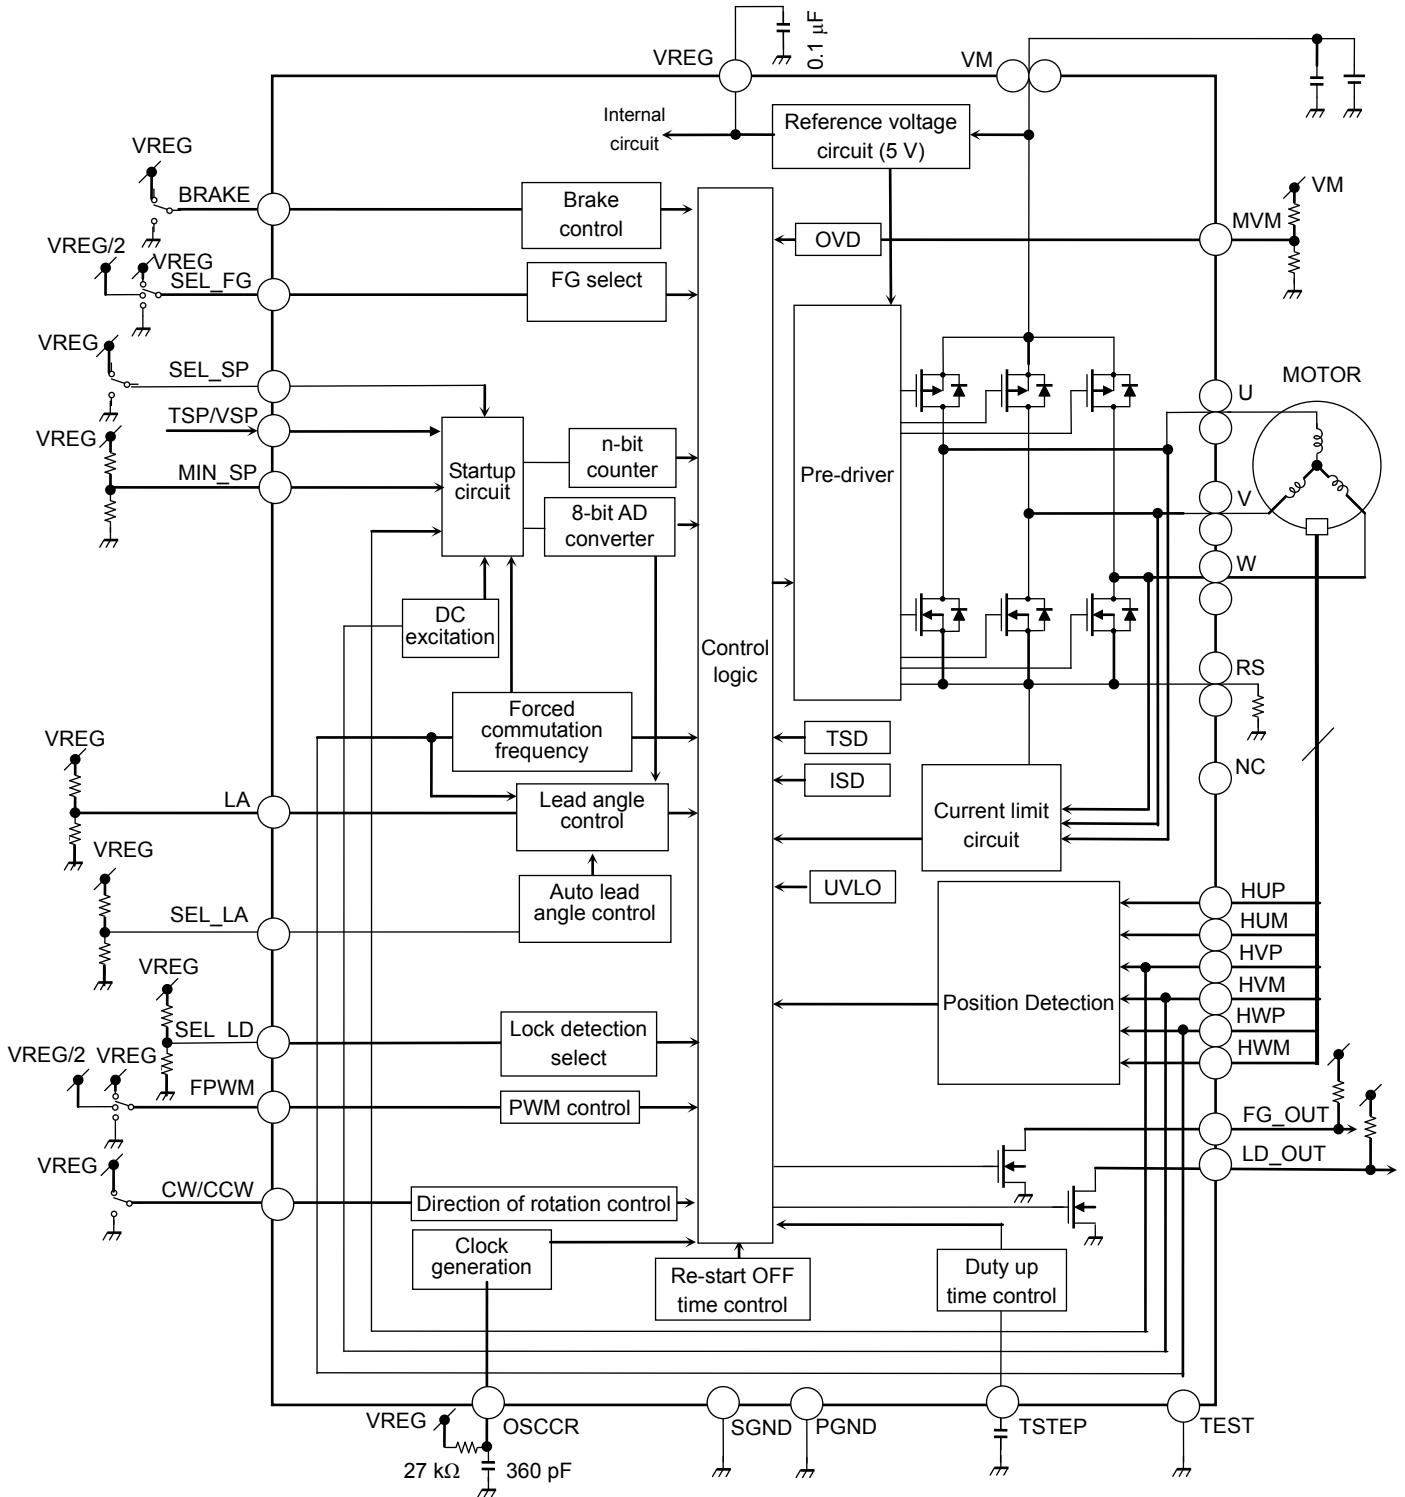 VREG
0.1 μF
VM
Internal
circuit
Reference voltage
circuit (5 V)
VREG
BRAKE
Brake
control
VM
MVM
OVD
VREG/2
VREG
SEL_FG
FG select
VREG
SEL_SP
TSP/VSP
VREG
MIN_SP
Startup
circuit
n-bit
counter
8-bit AD
converter
Pre-driver
U
MOTOR
V
W
DC
excitation
Control
logic
RS
Forced
commutation
frequency
TSD
ISD
NC
VREG
LA
Lead angle
control
Current limit
circuit
VREG
SEL_LA
Auto lead
angle control
UVLO
HUP
HUM
HVP
HVM
HWP
HWM
Position Detection
VREG
SEL_LD
Lock detection
select
VREG/2
VREG
FPWM
PWM control
FG_OUT
LD_OUT
VREG
CW/CCW
Direction of rotation control
Clock
generation
Re-start OFF
time control
Duty up
time control
VREG
OSCCR
27 kΩ
360 pF
SGND
PGND
TSTEP
TEST